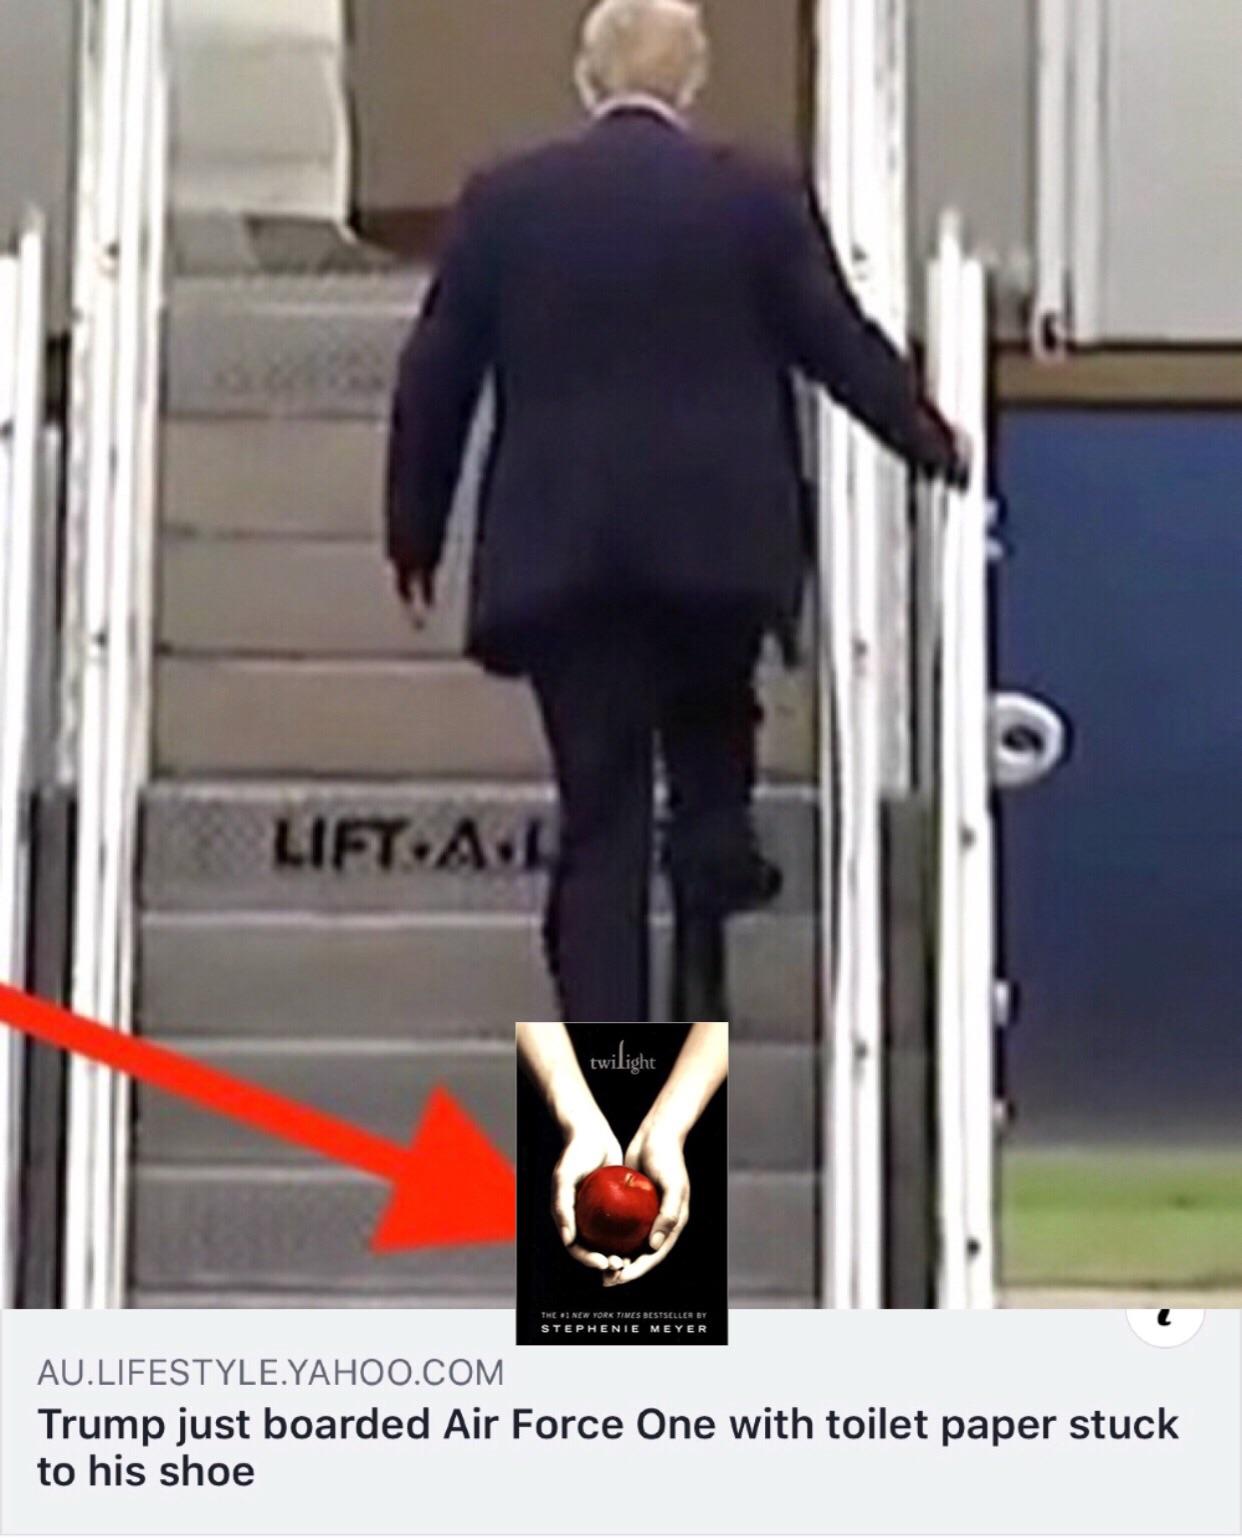 LIFT•A•L
twilight
THE #1 NEW YORK TIMES BESTSELLER BY
STEPHENIE MEYER
i
AU.LIFESTYLE.YAHOO.COM
Trump just boarded Air Force One with toilet paper stuck
to his shoe